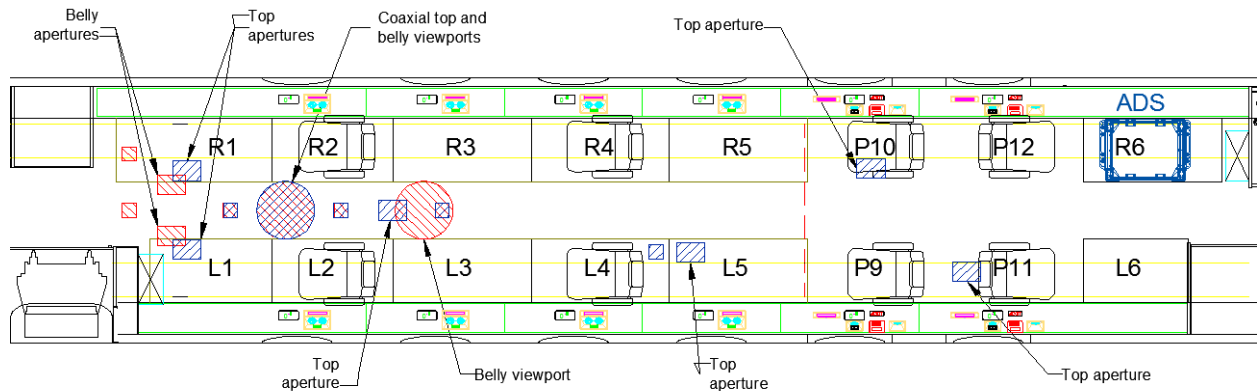 Belly
apertures
Top
apertures
Coaxial top and
belly viewports
Top aperture
ADS
R1
R2
R3
R4
R5
P10
P12
R6
L1
L2
L3
L4
L5
P9
P11
L6
Top
aperture
Belly viewport
Top
aperture
Top aperture